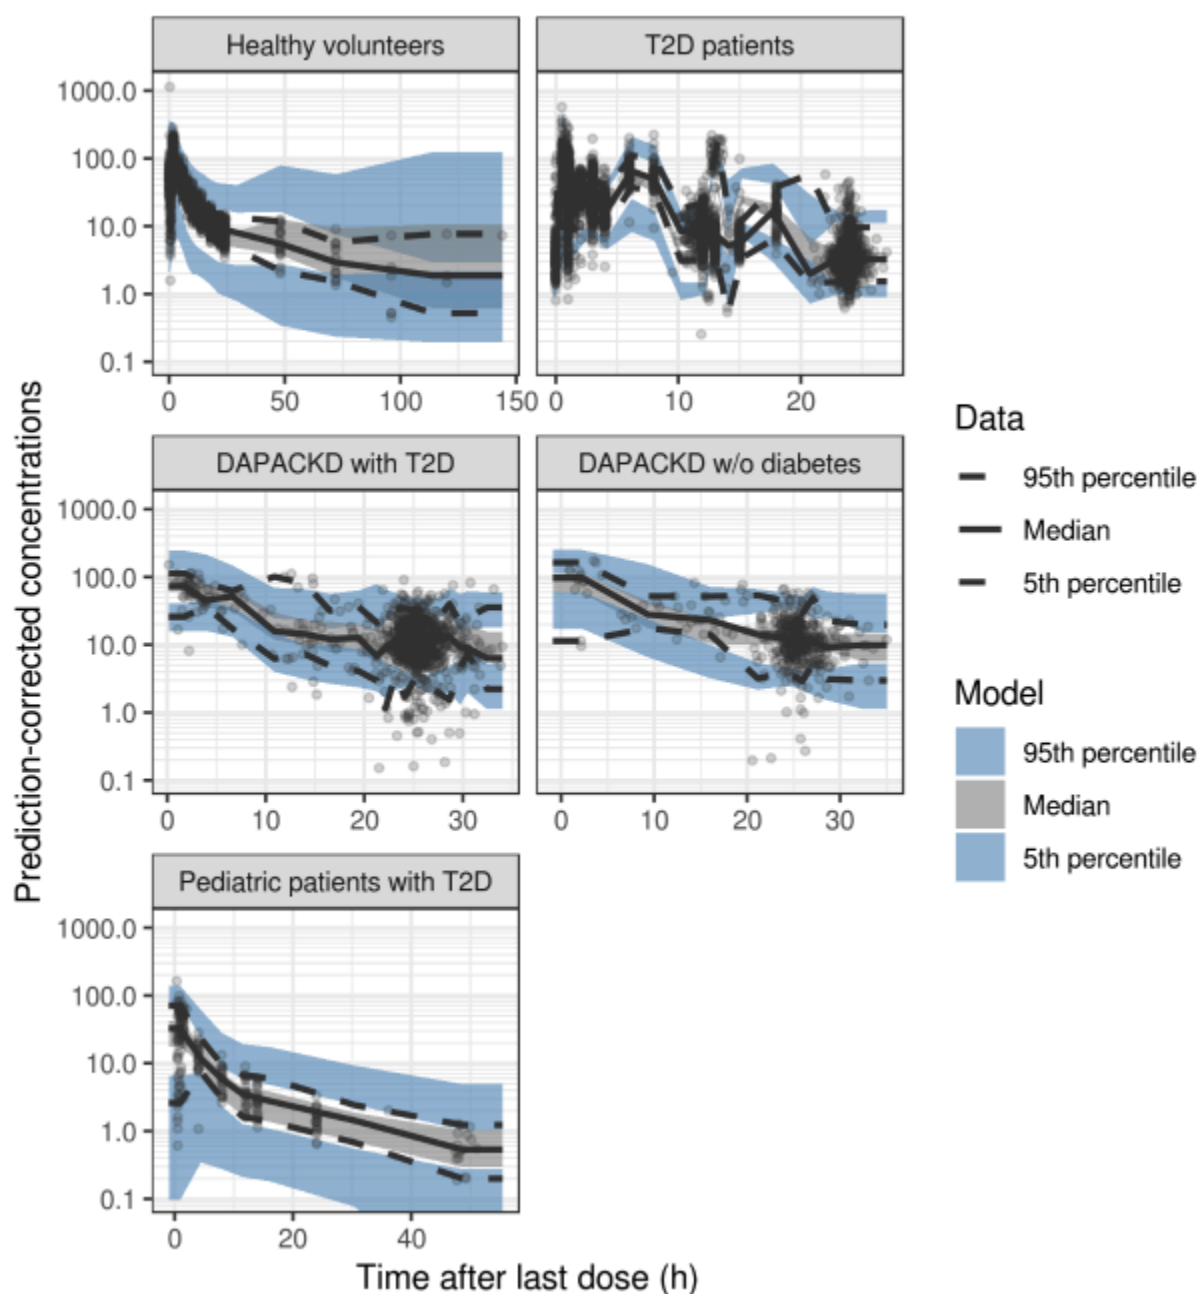 Healthy volunteers
T2D patients
1000.0
100.0
10.0
1.0
0.1
0 50 100 150
0 10 20
DAPACKD with T2D
DAPACKD w/o diabetes
1000.0
100.0
10.0
1.0
0.1
0 10 20 30
0 10 20 30
Pediatric patients with T2D
1000.0
100.0
10.0
1.0
0.1
0 20 40
Time after last dose (h)
Prediction-corrected concentrations
Data
95th percentile
Median
5th percentile
Model
95th percentile
Median
5th percentile